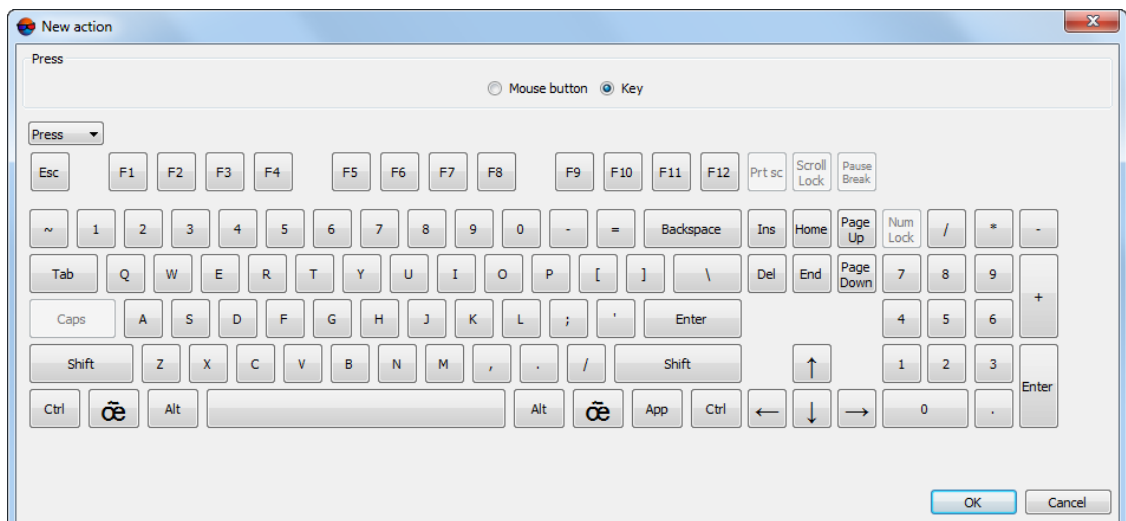 New action
Press
Mouse button Key
Press
Esc F1 F2 F3 F4 F5 F6 F7 F8 F9 F10 F11 F12 Prt sc Scroll Lock Pause Break
~ 1 2 3 4 5 6 7 8 9 0 - = Backspace Ins Home Page Up Num Lock / * -
Tab Q W E R T Y U I O P [ ] \ Del End Page Down 7 8 9 +
Caps A S D F G H J K L ; ' Enter 4 5 6
Shift Z X C V B N M , . / Shift ↑ 1 2 3 Enter
Ctrl œ̃ Alt Alt œ̃ App Ctrl ← ↓ → 0 .
OK Cancel